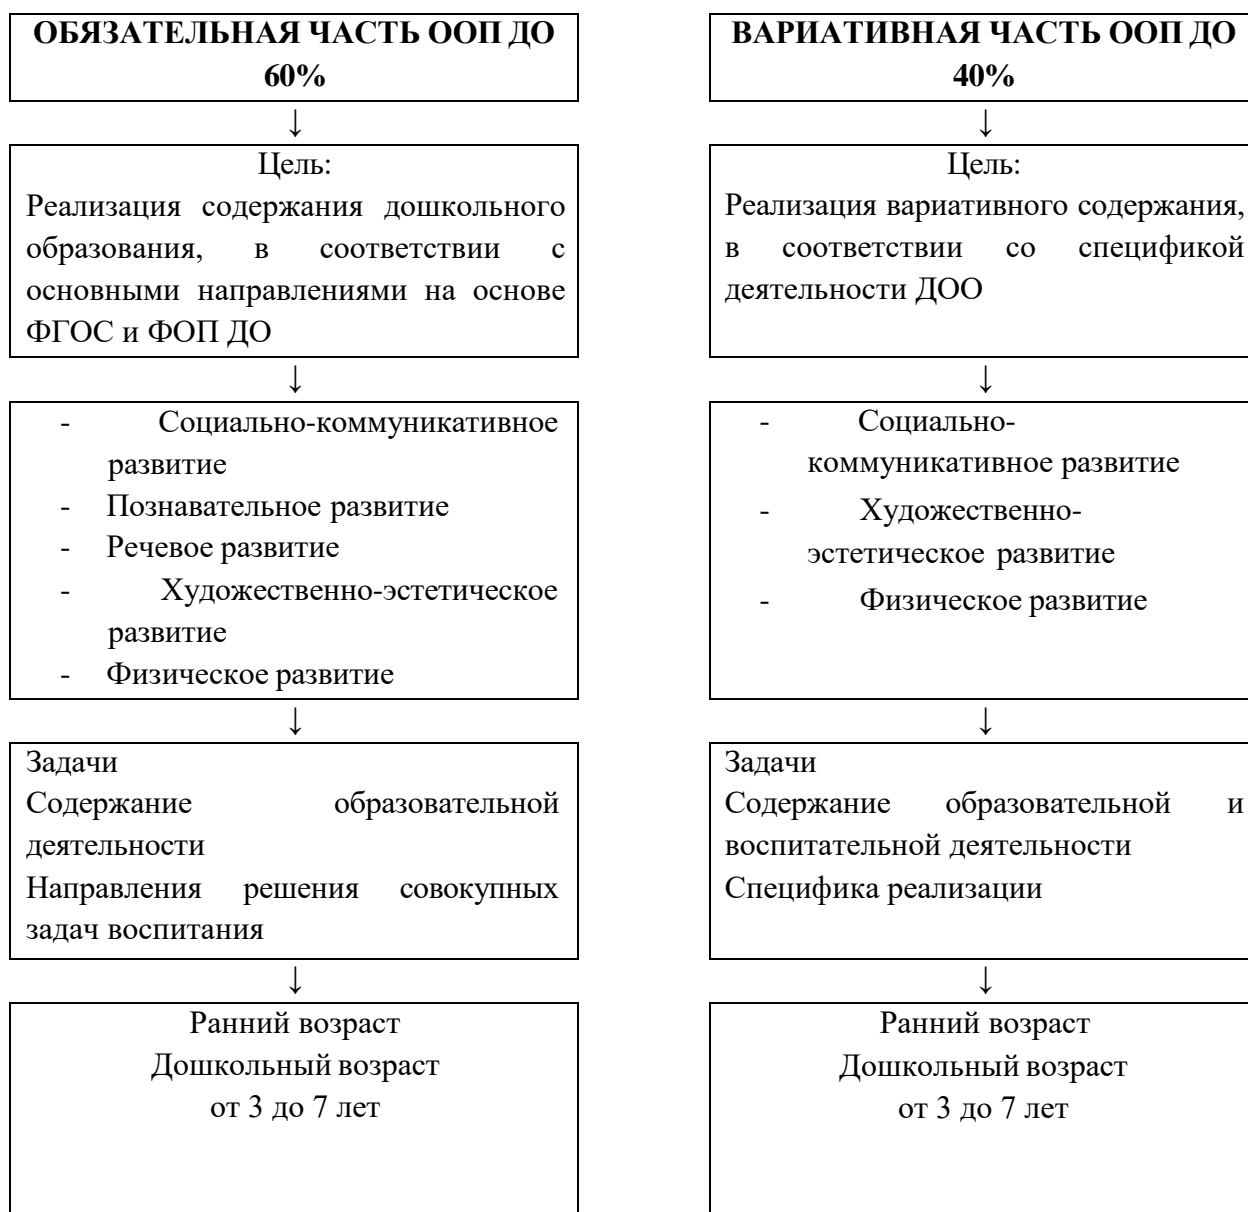 ОБЯЗАТЕЛЬНАЯ ЧАСТЬ ООП ДО
60%
↓
Цель:
Реализация содержания дошкольного
образования, в соответствии с
основными направлениями на основе
ФГОС и ФОП ДО
↓
- Социально-коммуникативное
развитие
- Познавательное развитие
- Речевое развитие
- Художественно-эстетическое
развитие
- Физическое развитие
↓
Задачи
Содержание образовательной
деятельности
Направления решения совокупных
задач воспитания
↓
Ранний возраст
Дошкольный возраст
от 3 до 7 лет
ВАРИАТИВНАЯ ЧАСТЬ ООП ДО
40%
↓
Цель:
Реализация вариативного содержания,
в соответствии со спецификой
деятельности ДОО
↓
- Социально-
коммуникативное развитие
- Художественно-
эстетическое развитие
- Физическое развитие
↓
Задачи
Содержание образовательной и
воспитательной деятельности
Специфика реализации
↓
Ранний возраст
Дошкольный возраст
от 3 до 7 лет